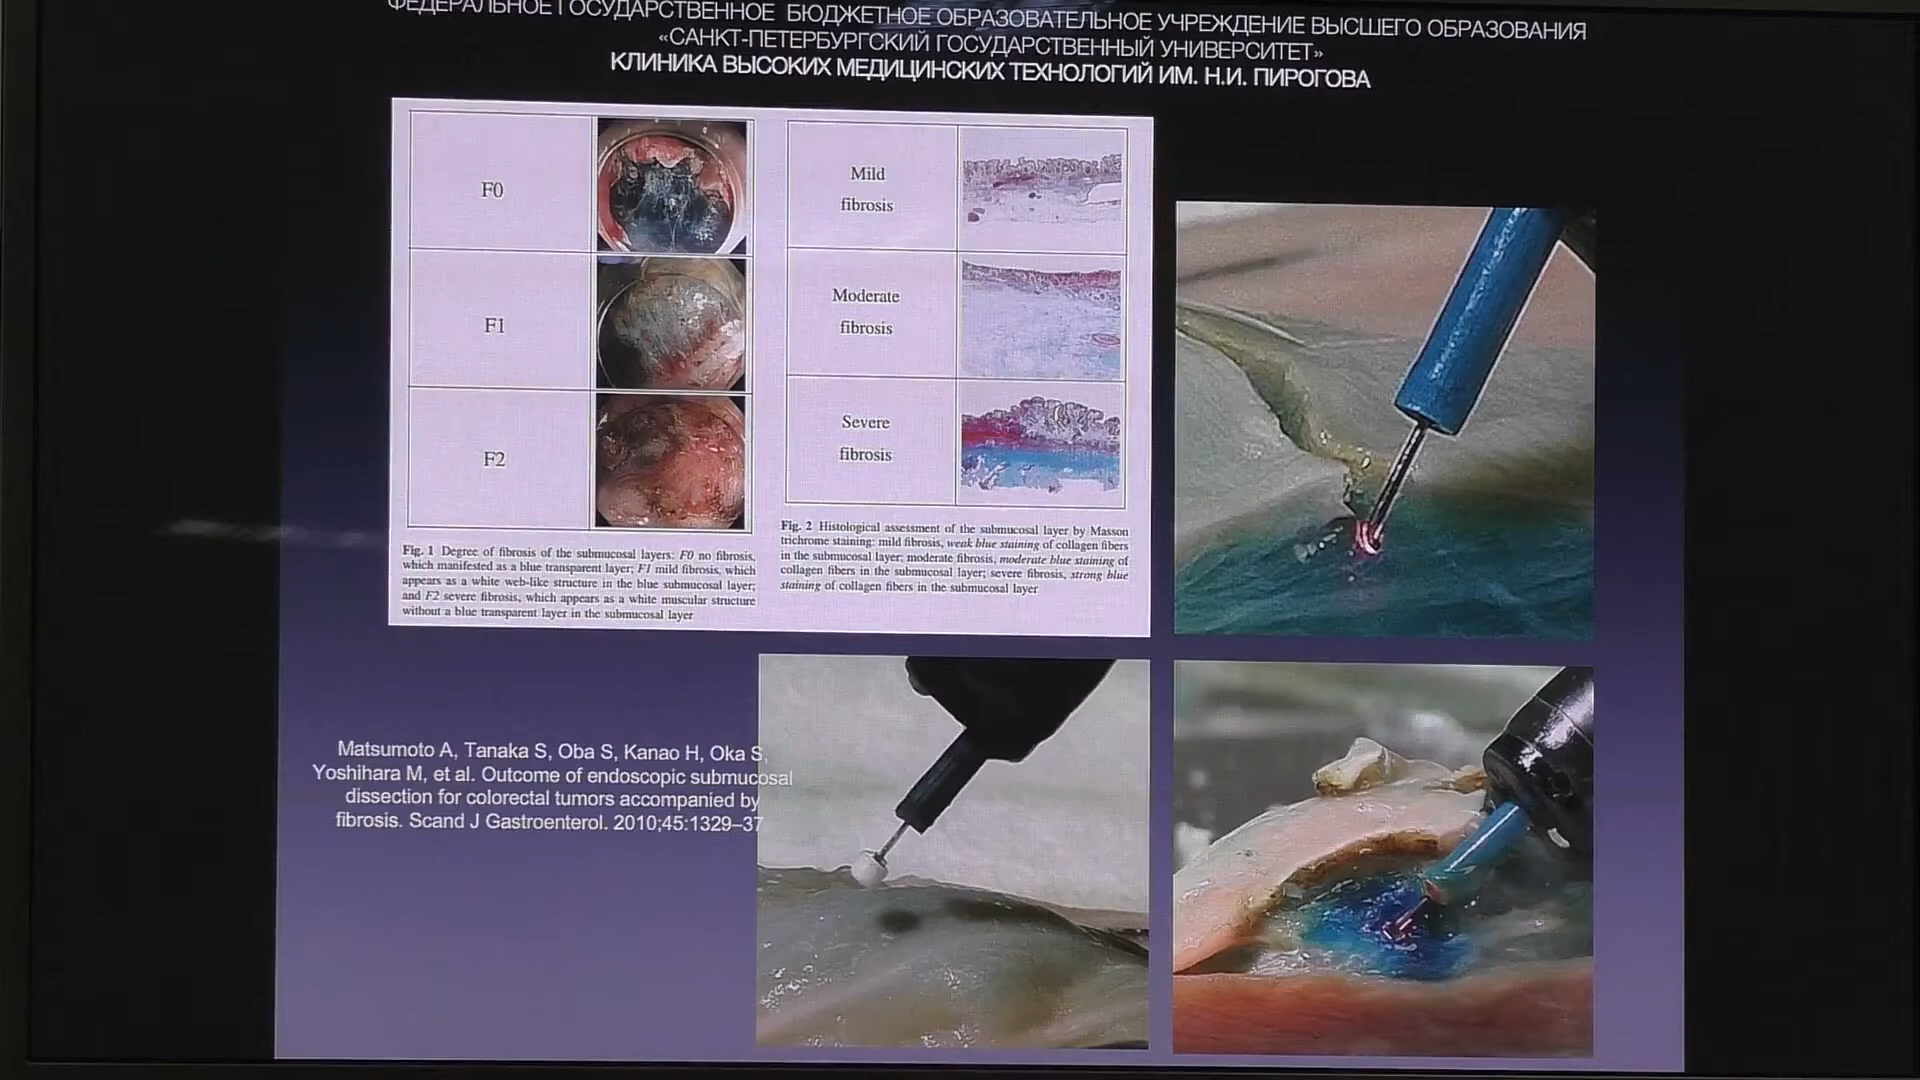 ФЕДЕРАЛЬНОЕ ГОСУДАРСТВЕННОЕ БЮДЖЕТНОЕ ОБРАЗОВАТЕЛЬНОЕ УЧРЕЖДЕНИЕ ВЫСШЕГО ОБРАЗОВАНИЯ
«САНКТ-ПЕТЕРБУРГСКИЙ ГОСУДАРСТВЕННЫЙ УНИВЕРСИТЕТ»
КЛИНИКА ВЫСОКИХ МЕДИЦИНСКИХ ТЕХНОЛОГИЙ ИМ. Н.И. ПИРОГОВА
F0
F1
F2
Fig. 1 Degree of fibrosis of the submucosal layers: F0 no fibrosis,
which manifested as a blue transparent layer; F1 mild fibrosis, which
appears as a white web-like structure in the blue submucosal layer;
and F2 severe fibrosis, which appears as a white muscular structure
without a blue transparent layer in the submucosal layer
Mild
fibrosis
Moderate
fibrosis
Severe
fibrosis
Fig. 2 Histological assessment of the submucosal layer by Masson
trichrome staining: mild fibrosis, weak blue staining of collagen fibers
in the submucosal layer; moderate fibrosis, moderate blue staining of
collagen fibers in the submucosal layer; severe fibrosis, strong blue
staining of collagen fibers in the submucosal layer
Matsumoto A, Tanaka S, Oba S, Kanao H, Oka S,
Yoshihara M, et al. Outcome of endoscopic submucosal
dissection for colorectal tumors accompanied by
fibrosis. Scand J Gastroenterol. 2010;45:1329–37